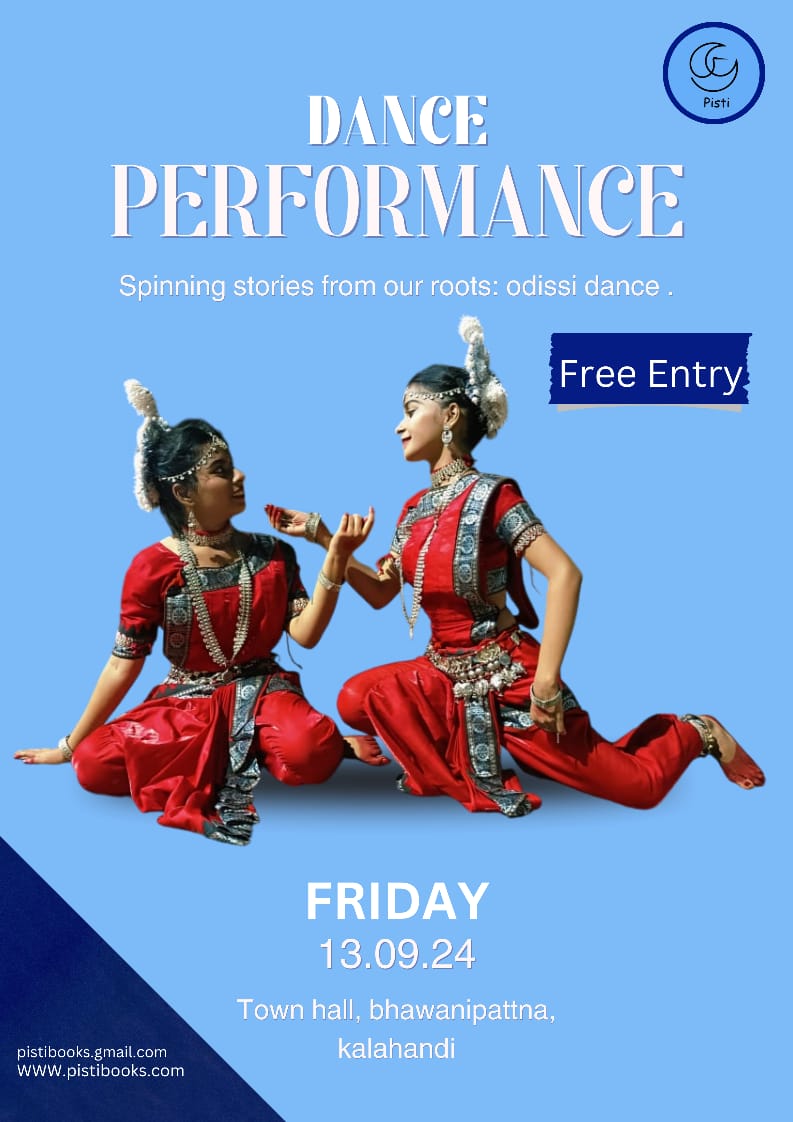 Pisti
DANCE
PERFORMANCE
Spinning stories from our roots: odissi dance .
Free Entry
FRIDAY
13.09.24
Town hall, bhawanipattna,
kalahandi
pistibooks.gmail.com
WWW.pistibooks.com